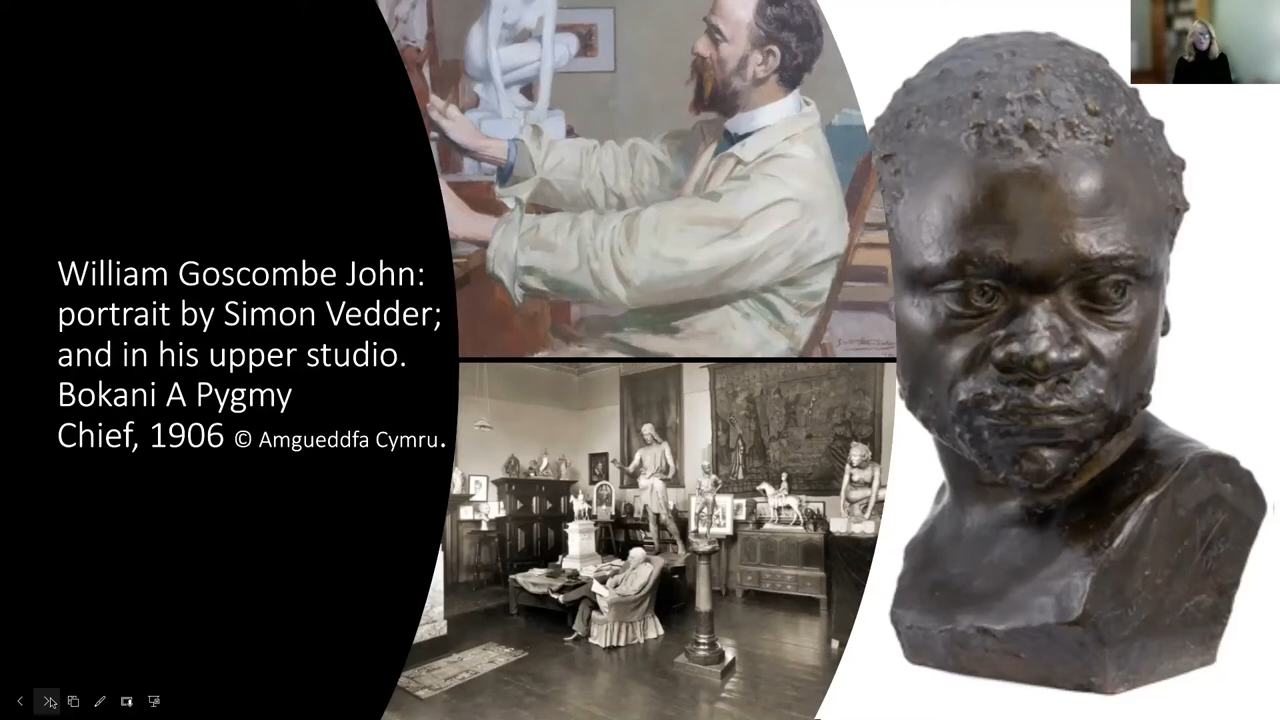 William Goscombe John:
portrait by Simon Vedder;
and in his upper studio.
Bokani A Pygmy
Chief, 1906 © Amgueddfa Cymru.